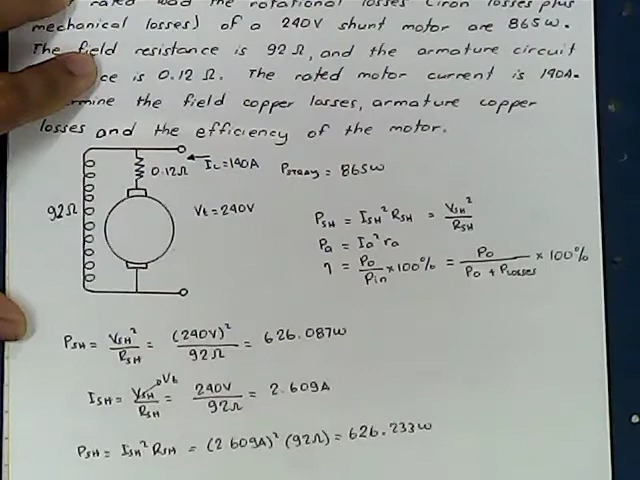 rated load the rotational losses (iron losses plus
mechanical losses) of a 240V shunt motor are 865W.
The field resistance is 92Ω, and the armature circuit
ce is 0.12Ω. The rated motor current is 140A.
mine the field copper losses, armature copper
losses and the efficiency of the motor.
0.12Ω IL=140A PSTRAY = 865W
92Ω Vt=240V
PSH = ISH² RSH = VSH²/RSH
Pa = Ia² ra
η = Po/Pin × 100% = Po/(Po + Plosses) × 100%
PSH = VSH²/RSH = (240V)²/92Ω = 626.087W
Vt
ISH = VSH/RSH = 240V/92Ω = 2.609A
PSH = ISH² RSH = (2.609A)² (92Ω) = 626.233W